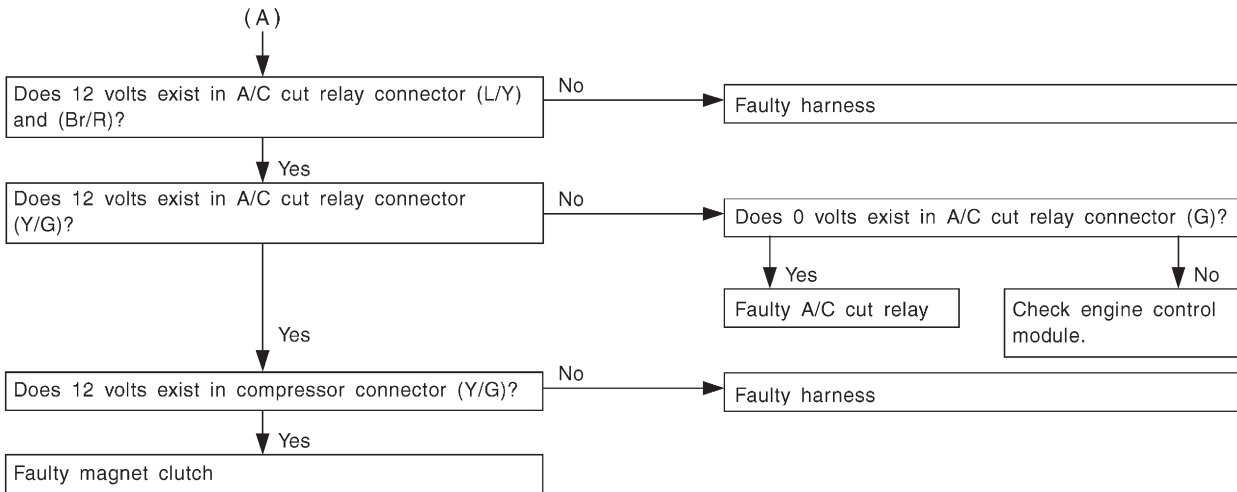 (A)
Does 12 volts exist in A/C cut relay connector (L/Y)
and (Br/R)?
No
Faulty harness
Yes
Does 12 volts exist in A/C cut relay connector
(Y/G)?
No
Does 0 volts exist in A/C cut relay connector (G)?
Yes
No
Faulty A/C cut relay
Check engine control
module.
Yes
Does 12 volts exist in compressor connector (Y/G)?
No
Faulty harness
Yes
Faulty magnet clutch